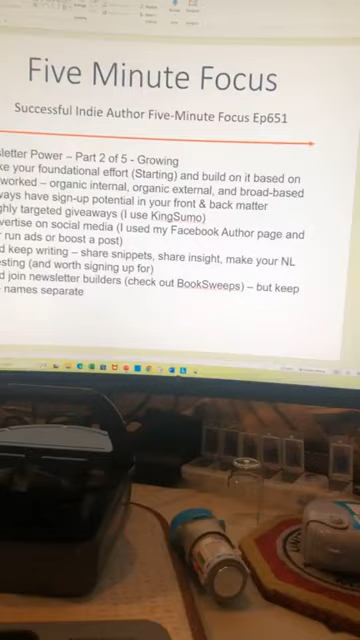 Five Minute Focus
Successful Indie Author Five-Minute Focus Ep651
sletter Power – Part 2 of 5 - Growing
ke your foundational effort (Starting) and build on it based on
worked – organic internal, organic external, and broad-based
ways have sign-up potential in your front & back matter
ghly targeted giveaways (I use KingSumo)
vertise on social media (I used my Facebook Author page and
run ads or boost a post)
d keep writing – share snippets, share insight, make your NL
esting (and worth signing up for)
d join newsletter builders (check out BookSweeps) – but keep
names separate